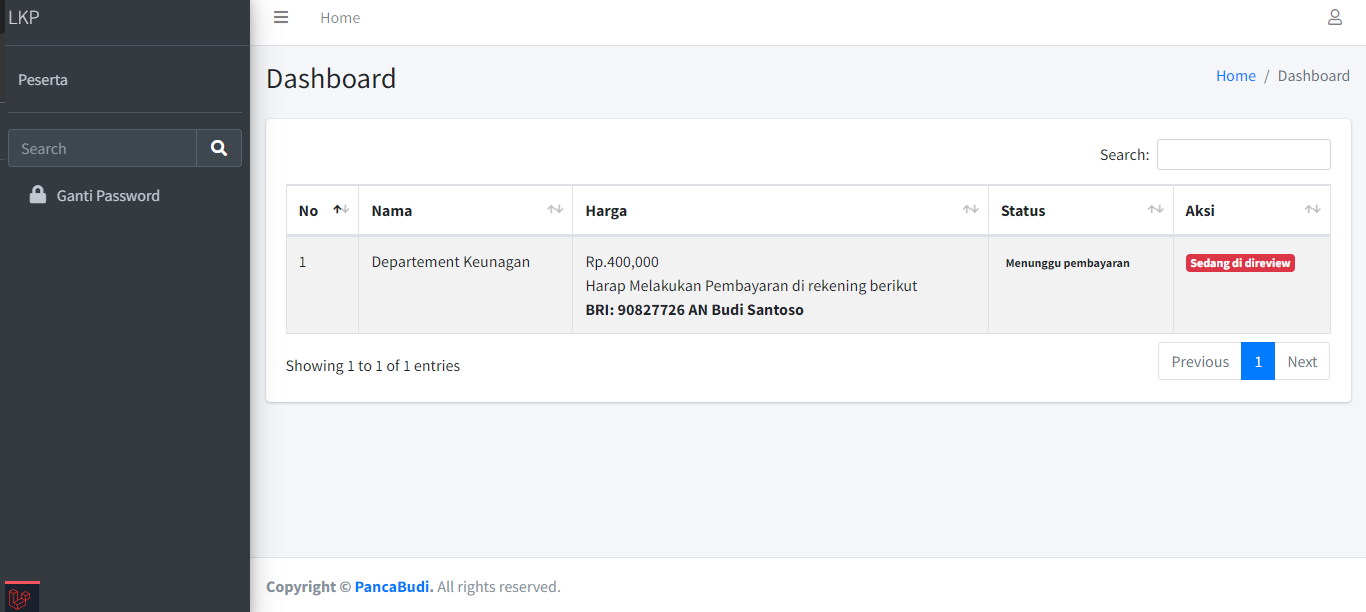 LKP
Home
Peserta
Search
Ganti Password
Dashboard
Home / Dashboard
Search:
No Nama Harga Status Aksi
1 Departement Keunagan Rp.400,000 Menunggu pembayaran Sedang di direview
Harap Melakukan Pembayaran di rekening berikut
BRI: 90827726 AN Budi Santoso
Showing 1 to 1 of 1 entries
Previous 1 Next
Copyright © PancaBudi. All rights reserved.